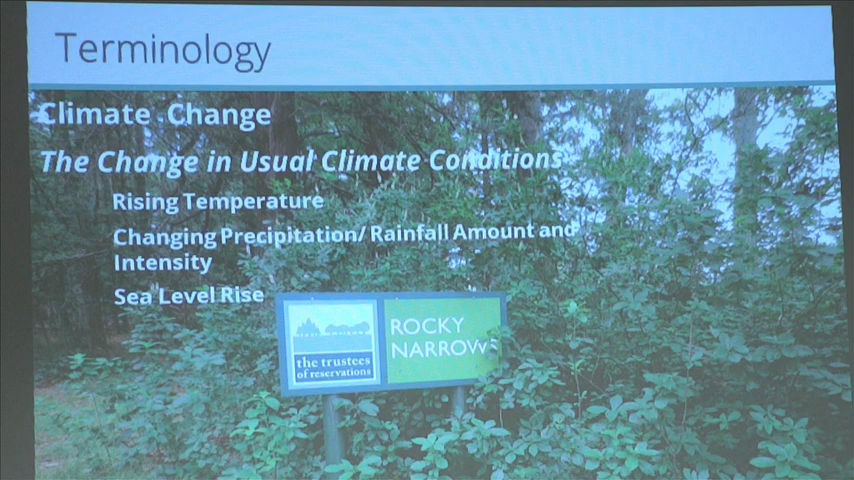 Terminology
Climate Change
The Change in Usual Climate Conditions
Rising Temperature
Changing Precipitation/ Rainfall Amount and
Intensity
Sea Level Rise
ROCKY
NARROWS
the trustees
of reservations